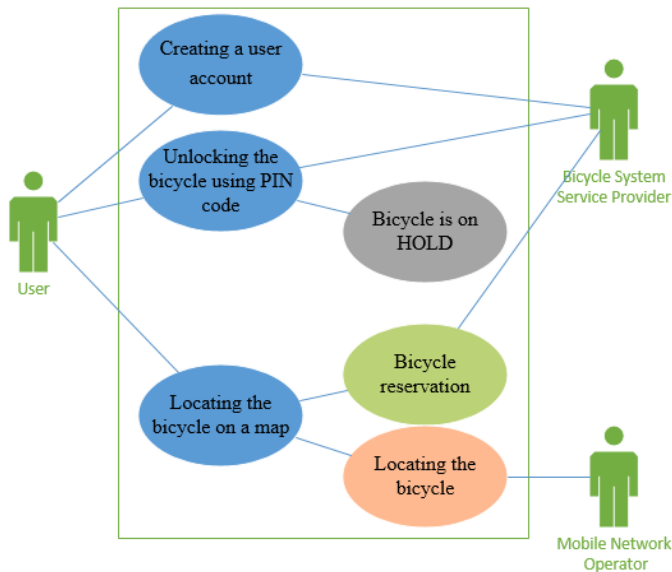 Creating a user
account
Unlocking the
bicycle using PIN
code
Bicycle System
Service Provider
Bicycle is on
HOLD
User
Bicycle
reservation
Locating the
bicycle on a map
Locating the
bicycle
Mobile Network
Operator